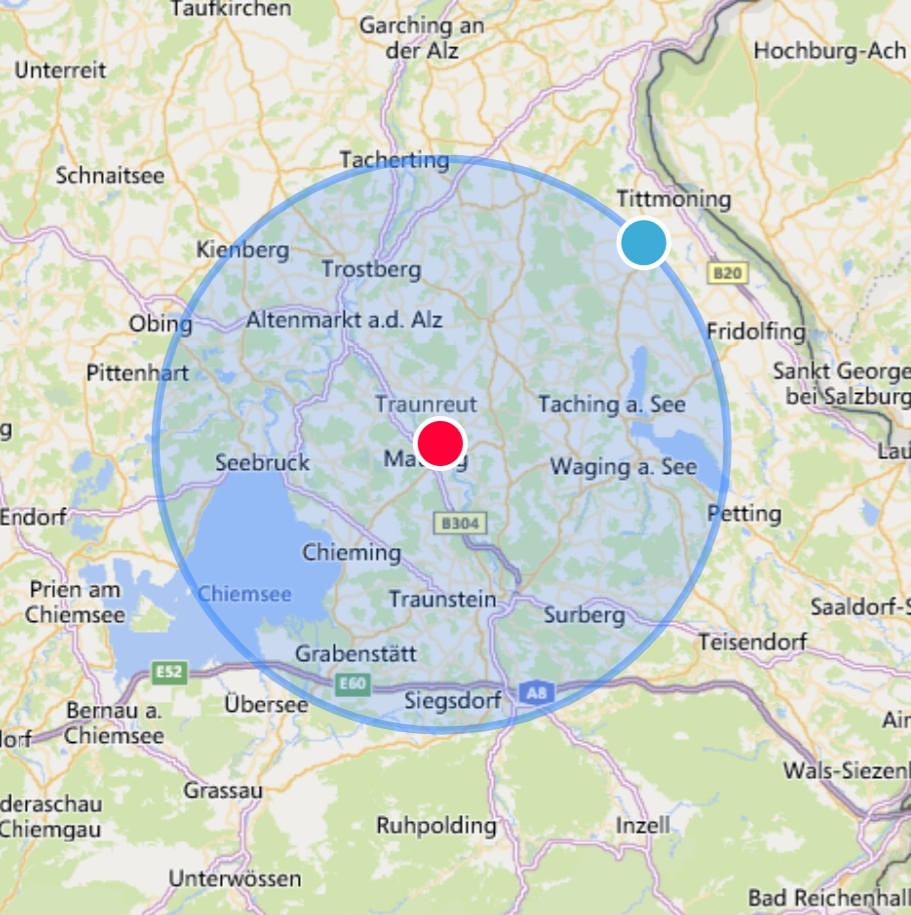 Taufkirchen
Garching an
der Alz
Hochburg-Ach
Unterreit
Tacherting
Schnaitsee
Tittmoning
Kienberg
Trostberg
B20
Obing
Altenmarkt a.d. Alz
Fridolfing
Pittenhart
Sankt George
bei Salzburg
Traunreut
Taching a. See
g
Lau
Seebruck
Waging a. See
Endorf
B304
Petting
Chieming
Prien am
Chiemsee
Chiemsee
Traunstein
Surberg
Saaldorf-S
Teisendorf
Grabenstätt
E52
E60
A8
Übersee
Siegsdorf
Bernau a.
Chiemsee
dorf
Ain
Wals-Siezenh
Grassau
deraschau
Chiemgau
Ruhpolding
Inzell
Unterwössen
Bad Reichenhall